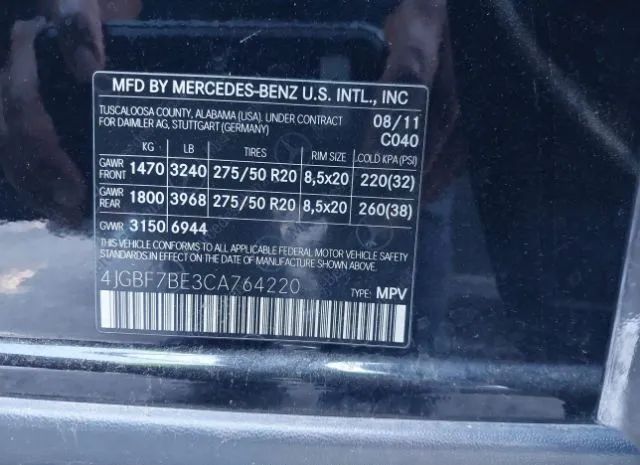 MFD BY MERCEDES-BENZ U.S. INTL., INC
TUSCALOOSA COUNTY, ALABAMA (USA). UNDER CONTRACT
FOR DAIMLER AG, STUTTGART (GERMANY)
08/11
C040
KG LB TIRES RIM SIZE COLD KPA (PSI)
GAWR FRONT 1470 3240 275/50 R20 8,5x20 220(32)
GAWR REAR 1800 3968 275/50 R20 8,5x20 260(38)
GVWR 3150 6944
THIS VEHICLE CONFORMS TO ALL APPLICABLE FEDERAL MOTOR VEHICLE SAFETY
STANDARDS IN EFFECT ON THE DATE OF MANUFACTURE SHOWN ABOVE.
4JGBF7BE3CA764220
TYPE: MPV